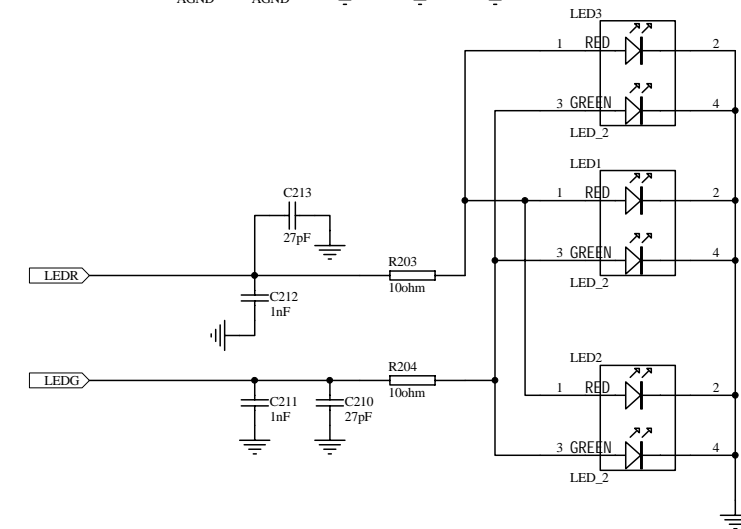 AGND AGND
LED3
1 RED 2
3 GREEN 4
LED_2
LED1
1 RED 2
3 GREEN 4
LED_2
C213
27pF
LEDR
R203
10ohm
C212
1nF
LED2
1 RED 2
3 GREEN 4
LED_2
LEDG
R204
10ohm
C211
1nF
C210
27pF